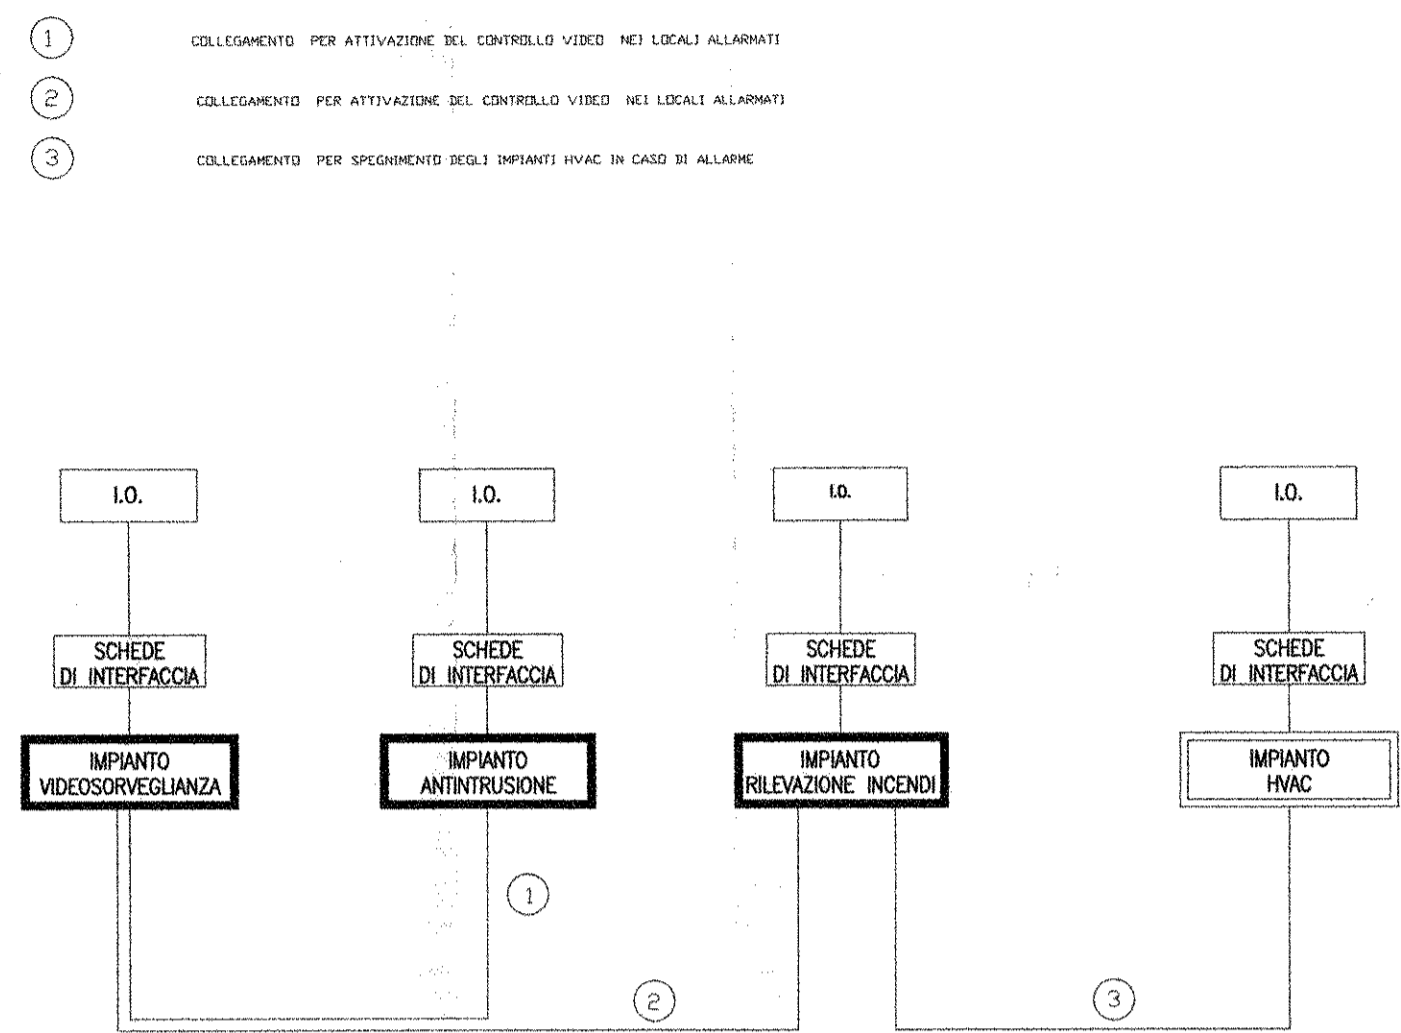 1 COLLEGAMENTO PER ATTIVAZIONE DEL CONTROLLO VIDEO NEI LOCALI ALLARMATI
2 COLLEGAMENTO PER ATTIVAZIONE DEL CONTROLLO VIDEO NEI LOCALI ALLARMATI
3 COLLEGAMENTO PER SPEGNIMENTO DEGLI IMPIANTI HVAC IN CASO DI ALLARME
I.O.
I.O.
I.O.
I.O.
SCHEDE
DI INTERFACCIA
SCHEDE
DI INTERFACCIA
SCHEDE
DI INTERFACCIA
SCHEDE
DI INTERFACCIA
IMPIANTO
VIDEOSORVEGLIANZA
IMPIANTO
ANTINTRUSIONE
IMPIANTO
RILEVAZIONE INCENDI
IMPIANTO
HVAC
1
2
3